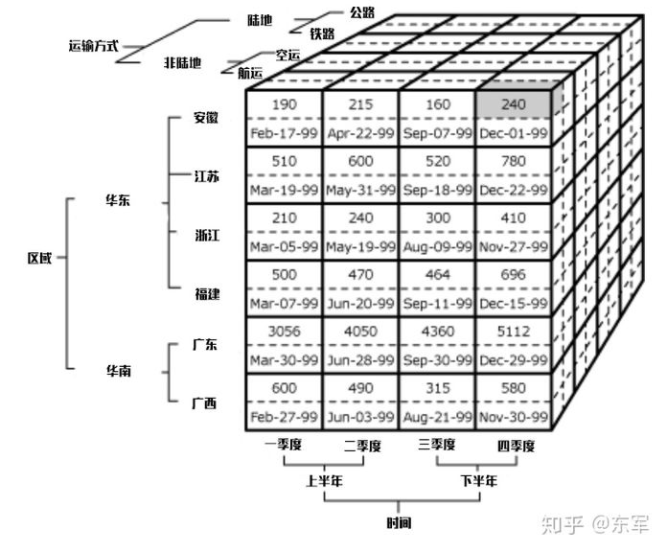 公路
陆地
铁路
运输方式
空运
非陆地
航运
安徽 190 215 160 240
Feb-17-99 Apr-22-99 Sep-07-99 Dec-01-99
江苏 510 600 520 780
Mar-19-99 May-31-99 Sep-18-99 Dec-22-99
华东
浙江 210 240 300 410
Mar-05-99 May-19-99 Aug-09-99 Nov-27-99
区域
福建 500 470 464 696
Mar-07-99 Jun-20-99 Sep-11-99 Dec-15-99
广东 3056 4050 4360 5112
Mar-30-99 Jun-28-99 Sep-30-99 Dec-29-99
华南
广西 600 490 315 580
Feb-27-99 Jun-03-99 Aug-21-99 Nov-30-99
一季度 二季度 三季度 四季度
上半年 下半年
时间
知乎 @东军